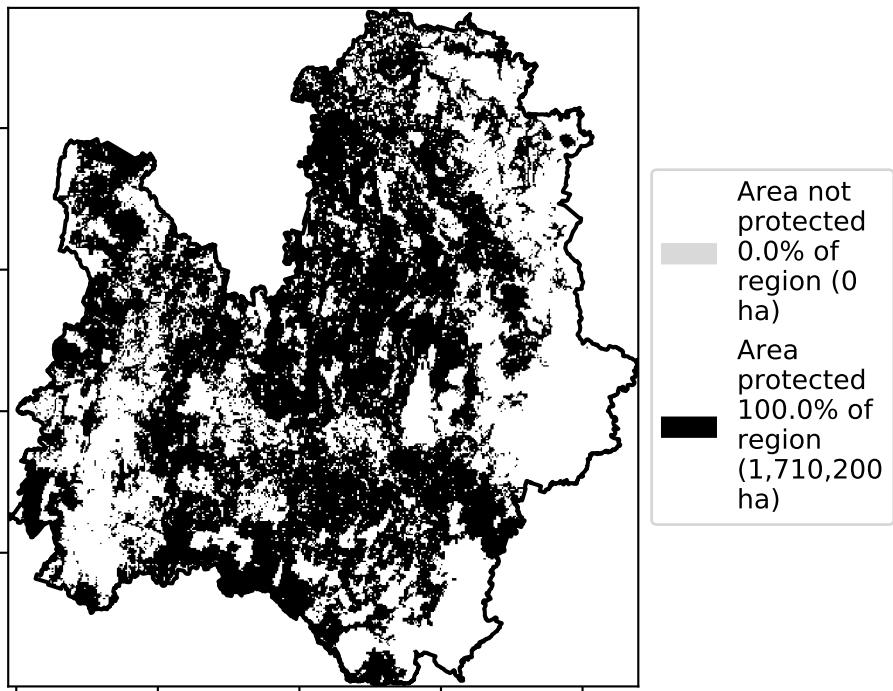 Area not
protected
0.0% of
region (0
ha)
Area
protected
100.0% of
region
(1,710,200
ha)